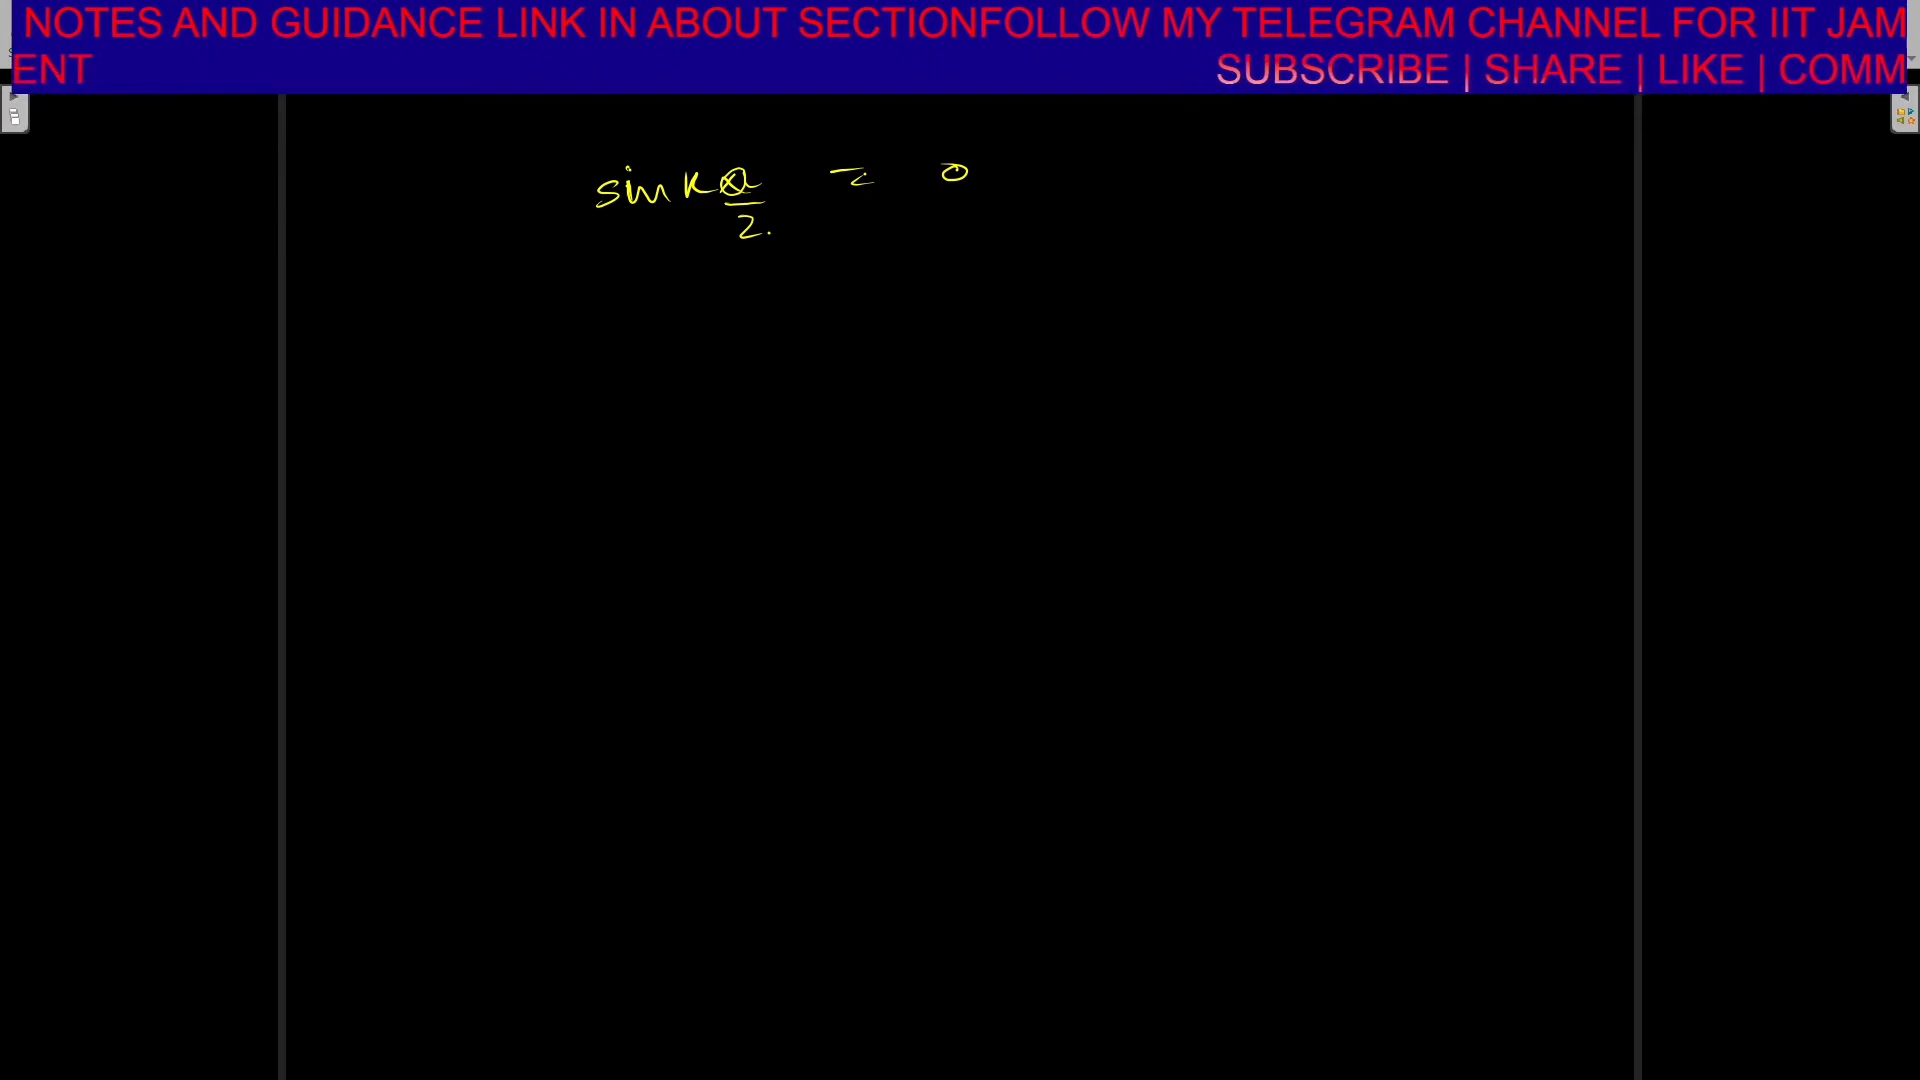 NOTES AND GUIDANCE LINK IN ABOUT SECTIONFOLLOW MY TELEGRAM CHANNEL FOR IIT JAM
ENT SUBSCRIBE | SHARE | LIKE | COMM
sin k a/2 = 0